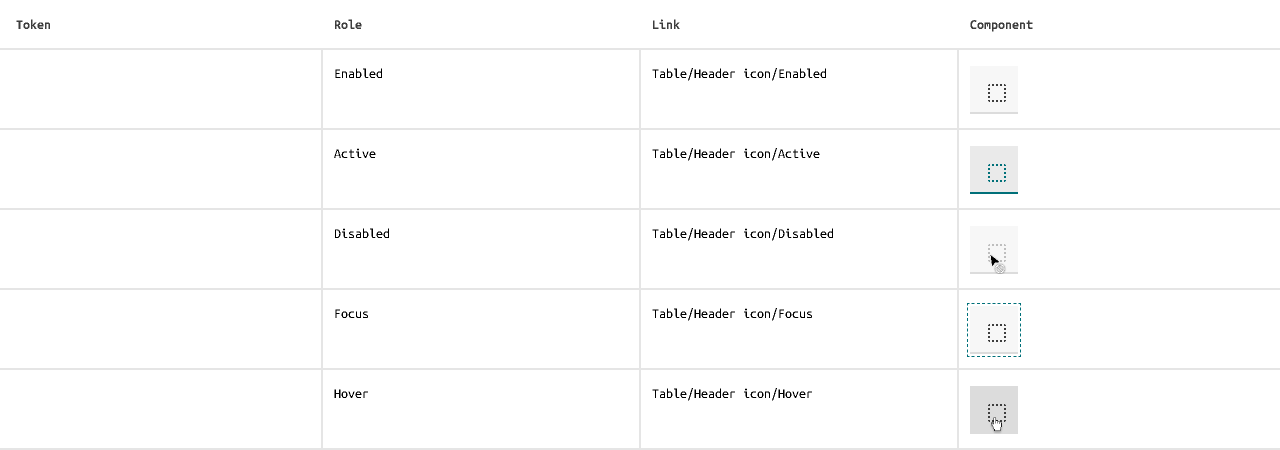 Token Role Link Component
Enabled Table/Header icon/Enabled
Active Table/Header icon/Active
Disabled Table/Header icon/Disabled
Focus Table/Header icon/Focus
Hover Table/Header icon/Hover